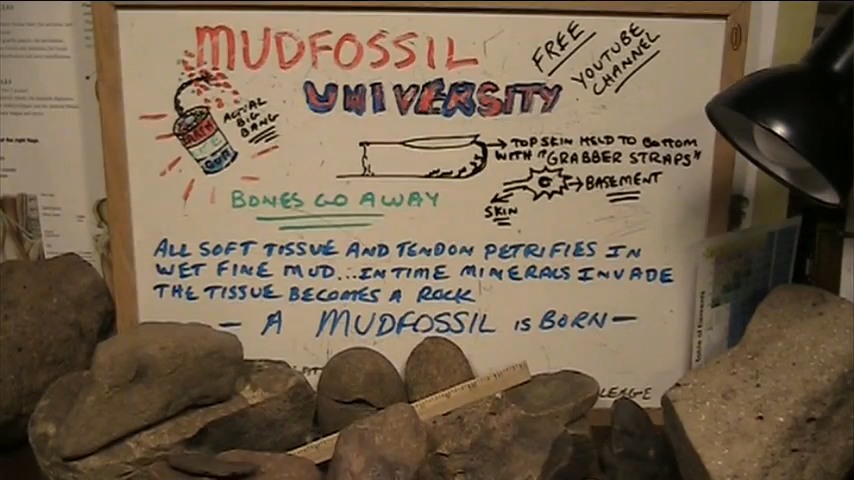 MUDFOSSIL
UNIVERSITY
FREE
YOUTUBE
CHANNEL
ACTUAL
BIG
BANG
TOP SKIN HELD TO BOTTOM
WITH "GRABBER STRAPS"
BASEMENT
SKIN
BONES GO AWAY
ALL SOFT TISSUE AND TENDON PETRIFIES IN
WET FINE MUD... IN TIME MINERALS INVADE
THE TISSUE BECOMES A ROCK
- A MUDFOSSIL IS BORN -